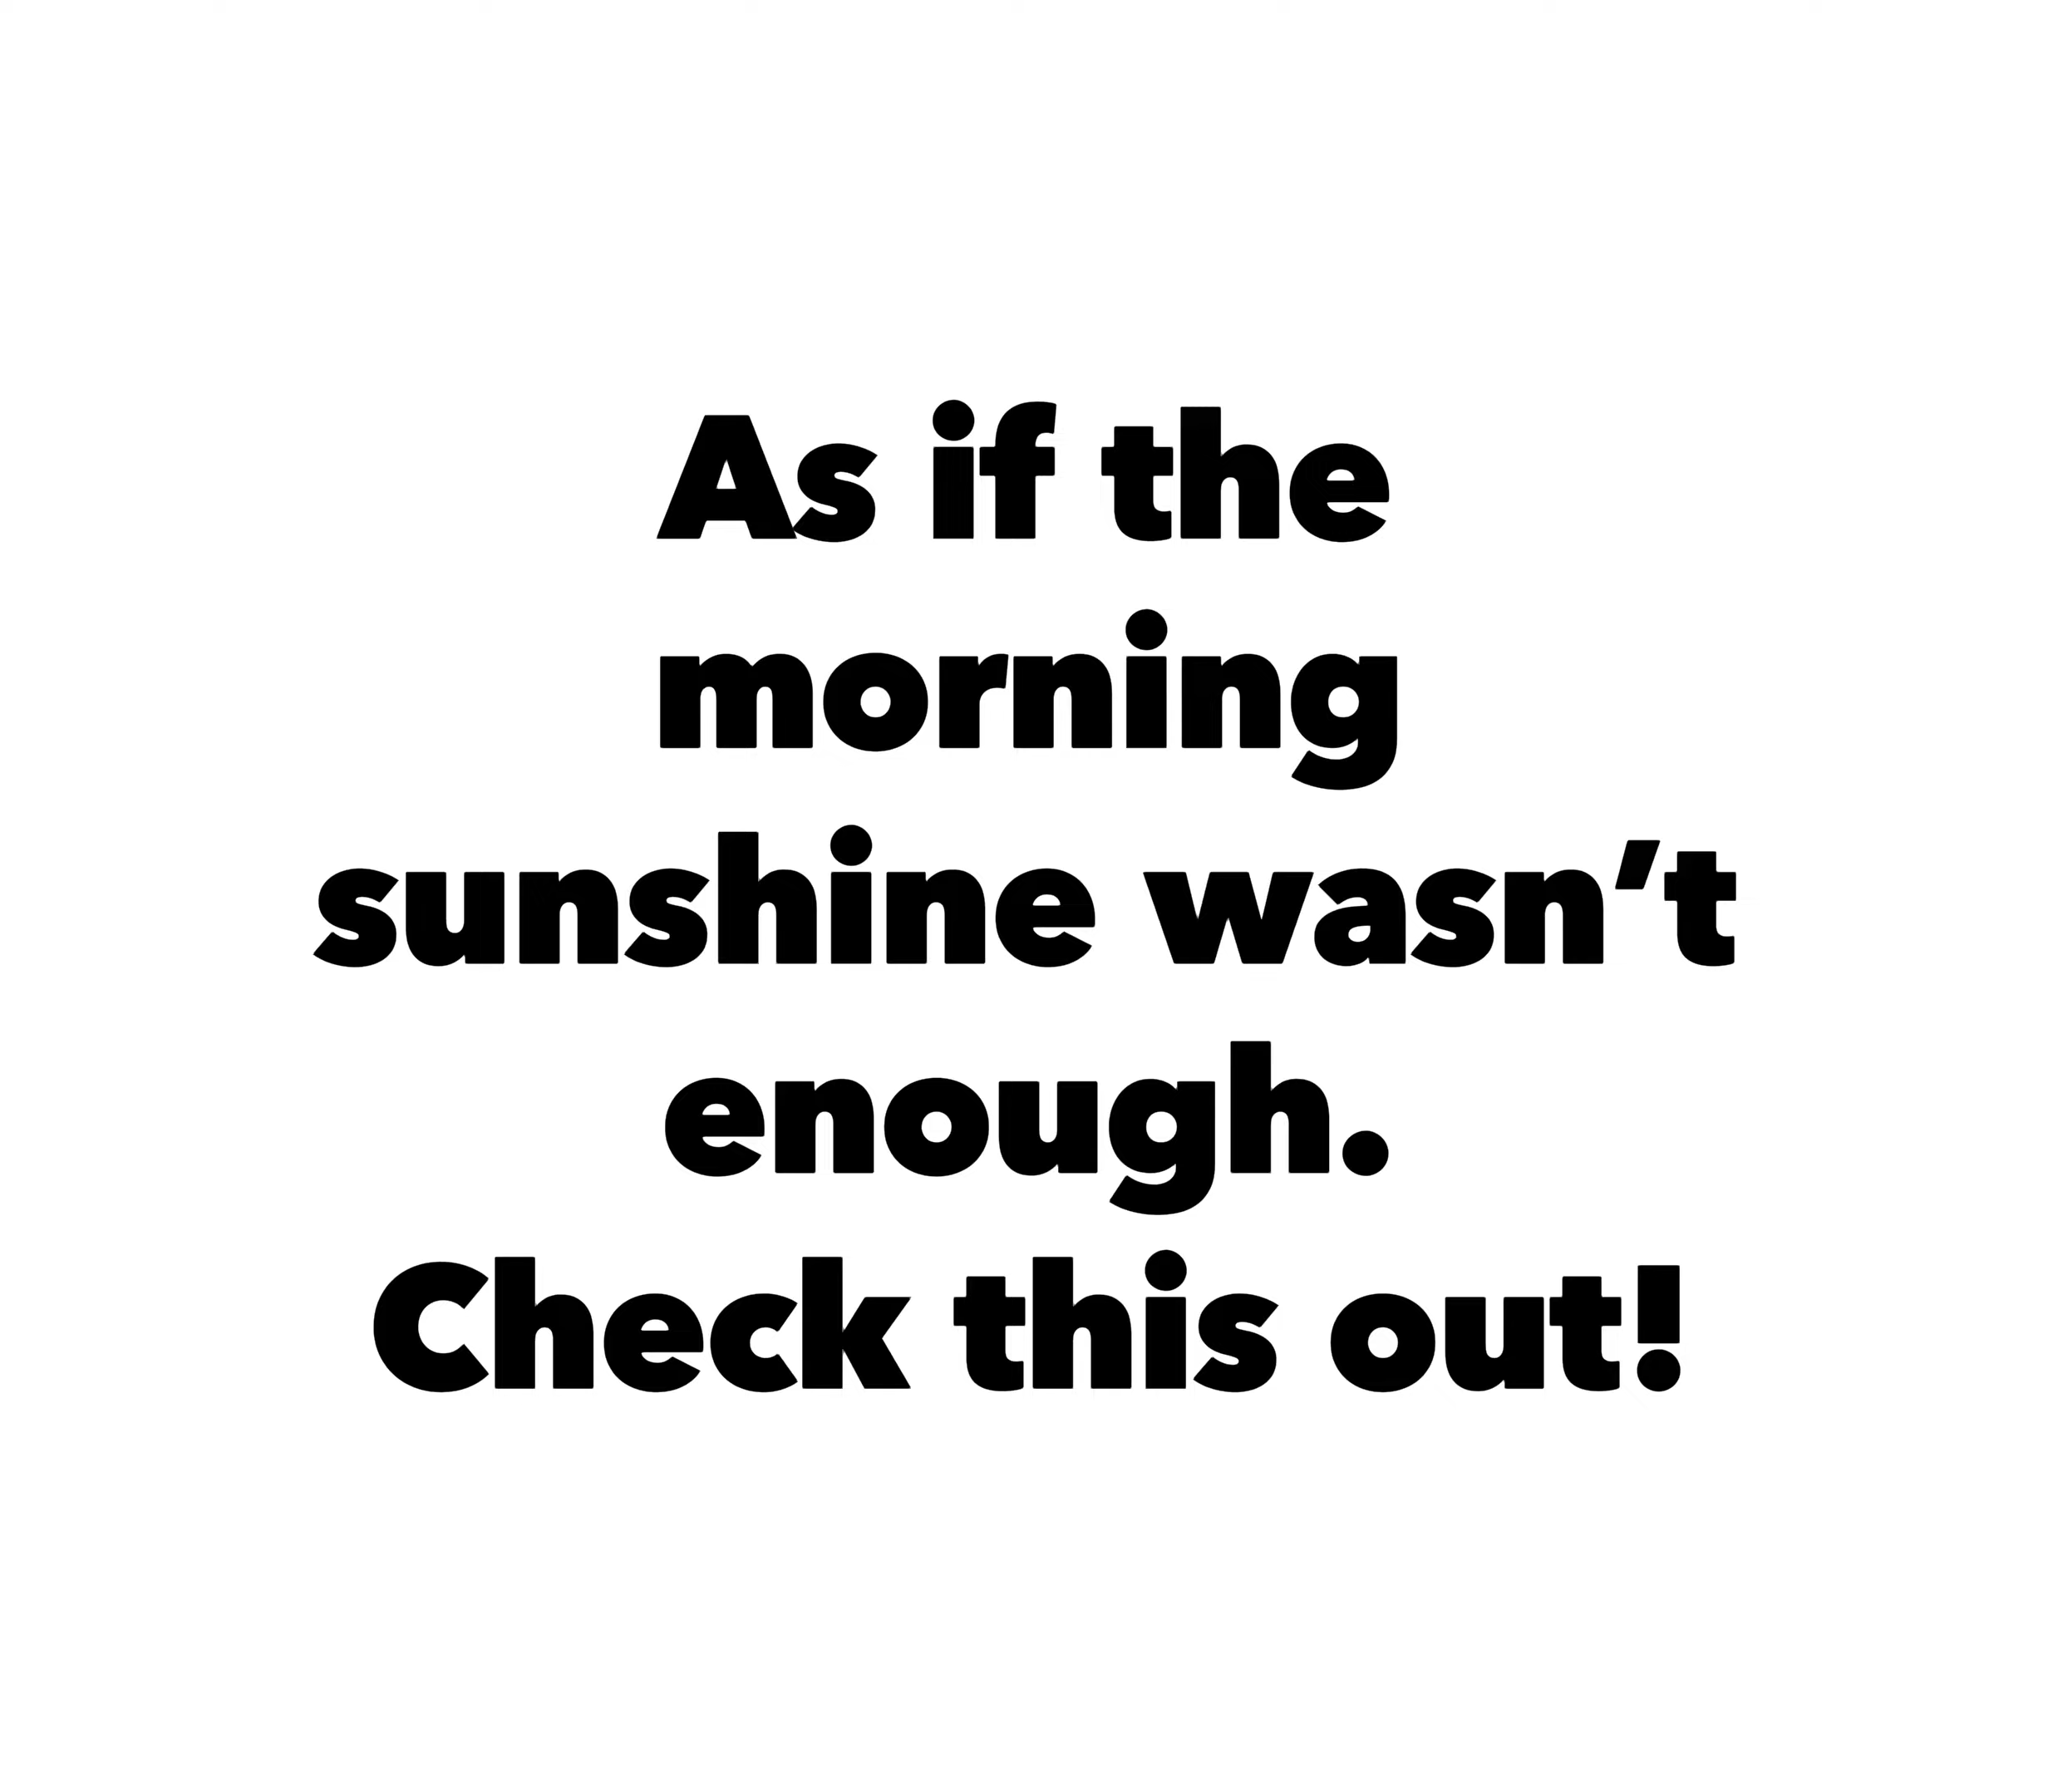 As if the
morning
sunshine wasn’t
enough.
Check this out!